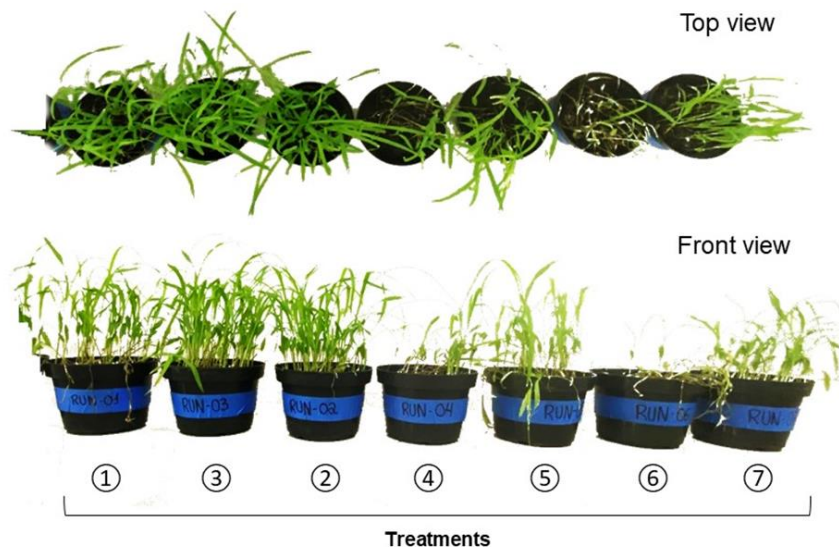 Top view
Front view
RUN-01
RUN-03
RUN-02
RUN-04
RUN-
RUN-
RUN-
① ③ ② ④ ⑤ ⑥ ⑦
Treatments